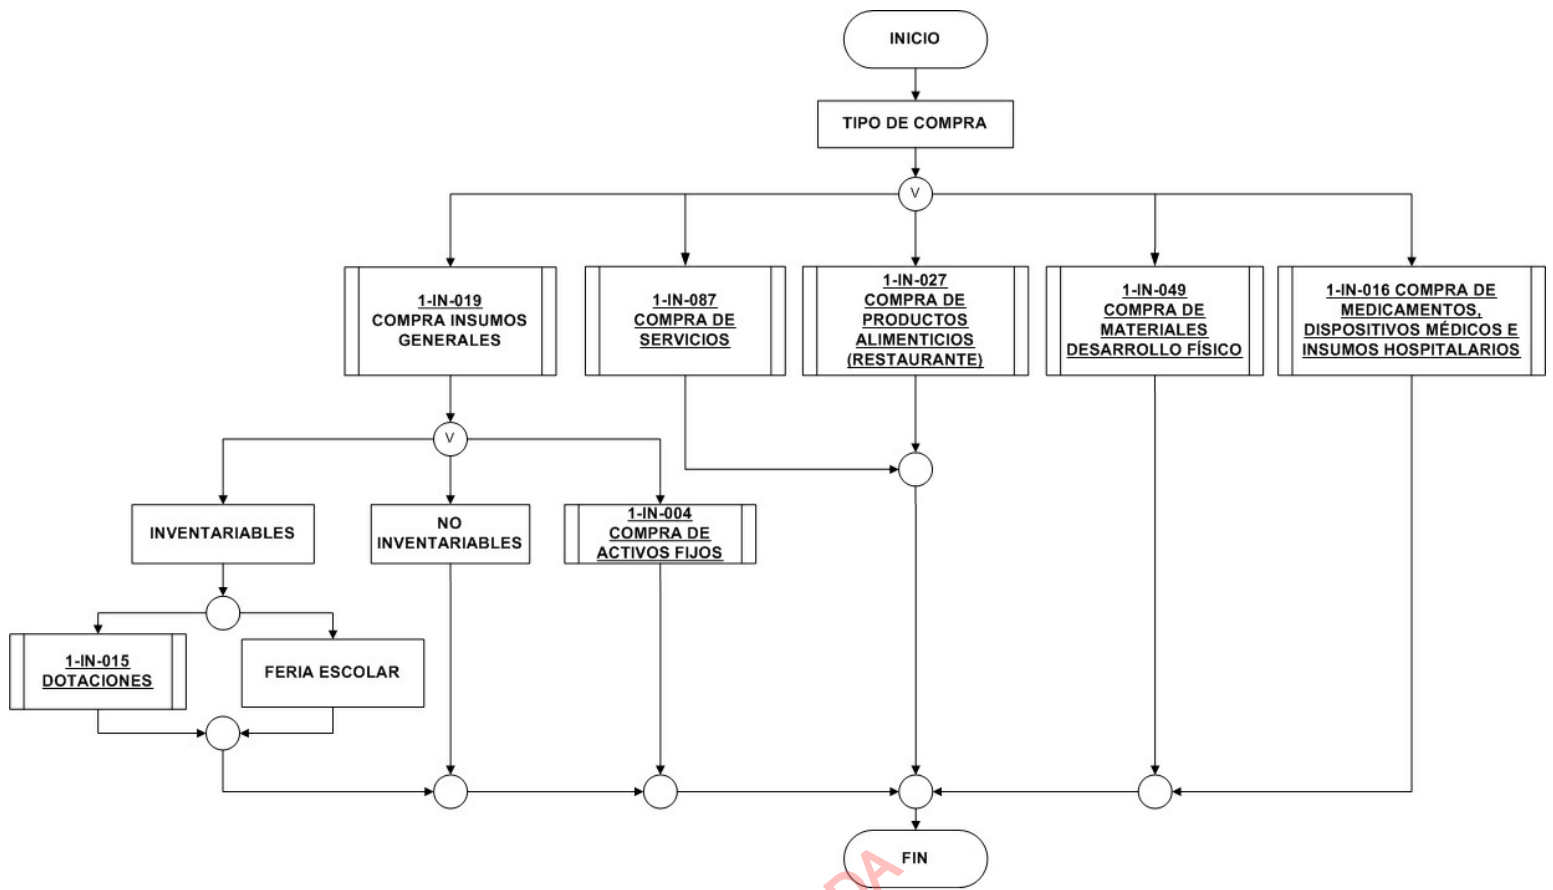 INICIO
TIPO DE COMPRA
V
1-IN-019
COMPRA INSUMOS
GENERALES
1-IN-087
COMPRA DE
SERVICIOS
1-IN-027
COMPRA DE
PRODUCTOS
ALIMENTICIOS
(RESTAURANTE)
1-IN-049
COMPRA DE
MATERIALES
DESARROLLO FÍSICO
1-IN-016 COMPRA DE
MEDICAMENTOS,
DISPOSITIVOS MÉDICOS E
INSUMOS HOSPITALARIOS
V
INVENTARIABLES
NO
INVENTARIABLES
1-IN-004
COMPRA DE
ACTIVOS FIJOS
1-IN-015
DOTACIONES
FERIA ESCOLAR
FIN
DA